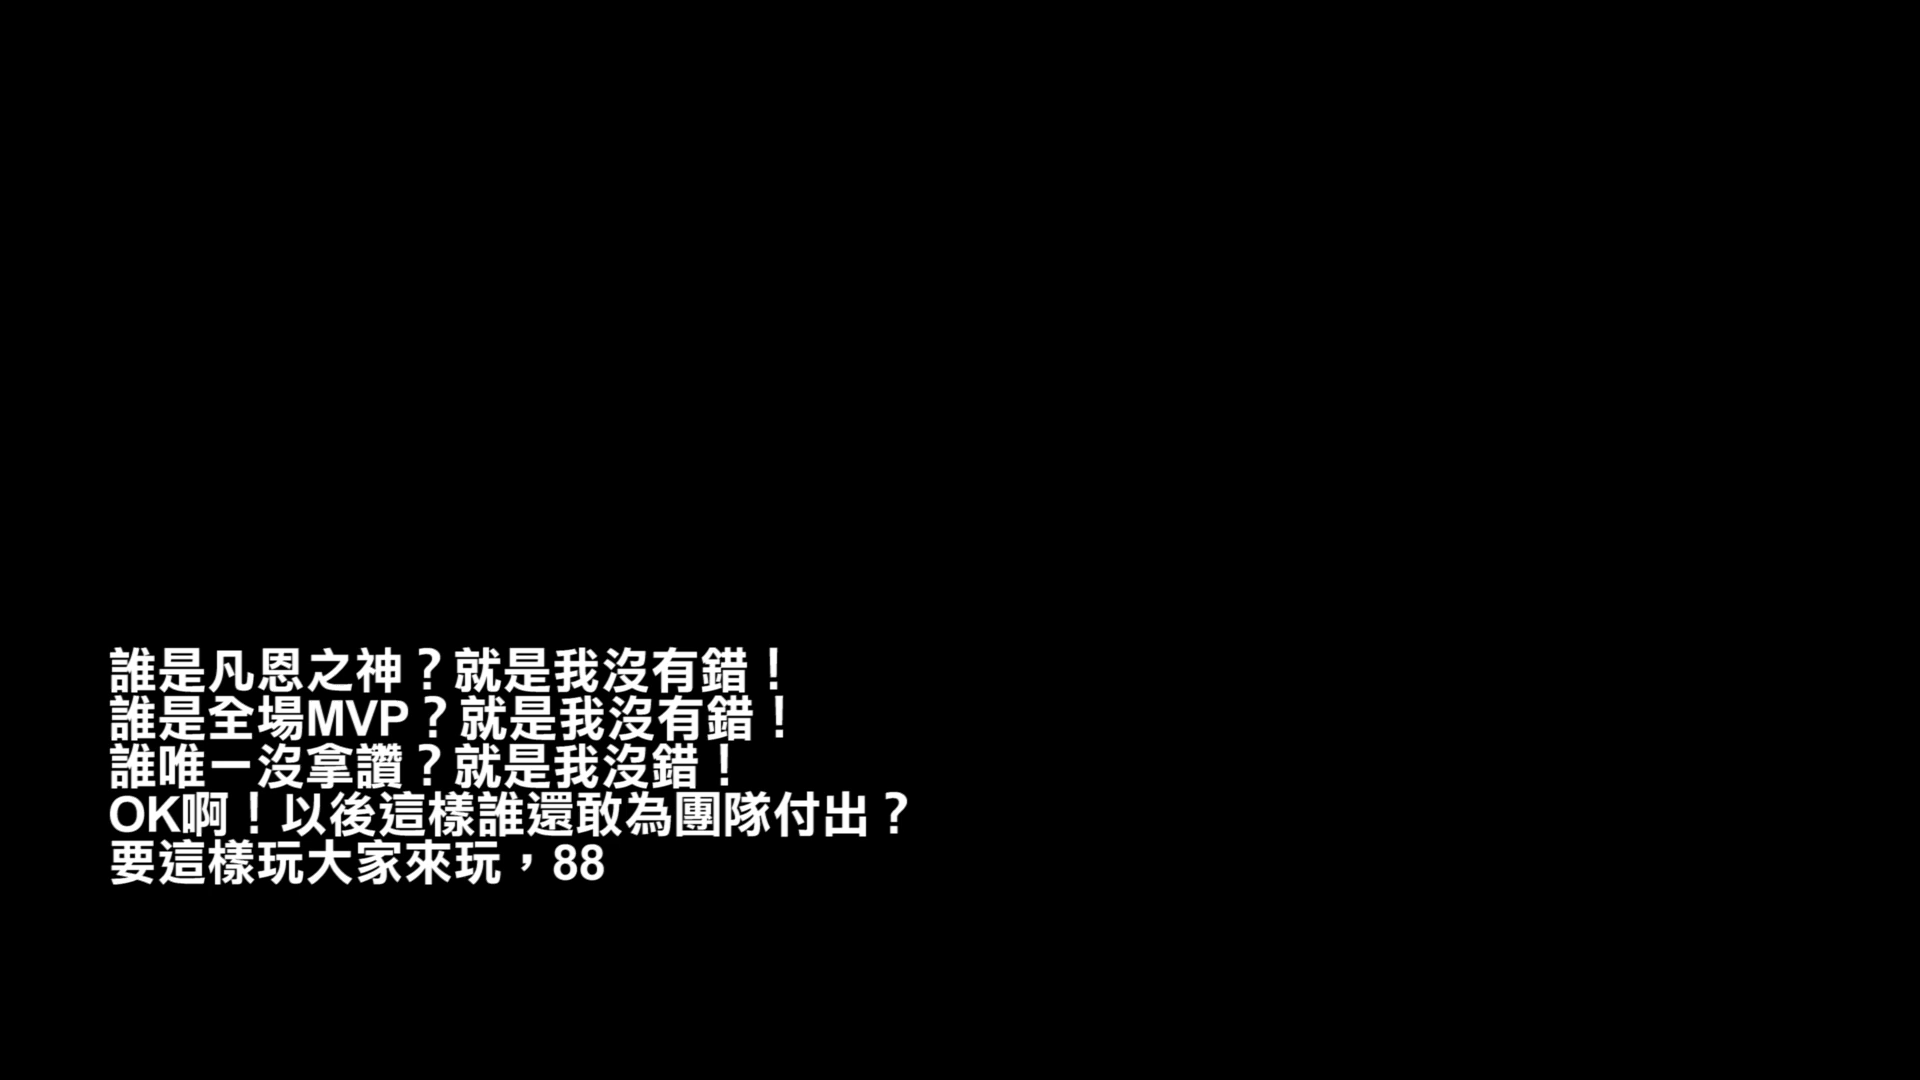 誰是凡恩之神？就是我沒有錯！
誰是全場MVP？就是我沒有錯！
誰唯一沒拿讚？就是我沒錯！
OK啊！以後這樣誰還敢為團隊付出？
要這樣玩大家來玩，88